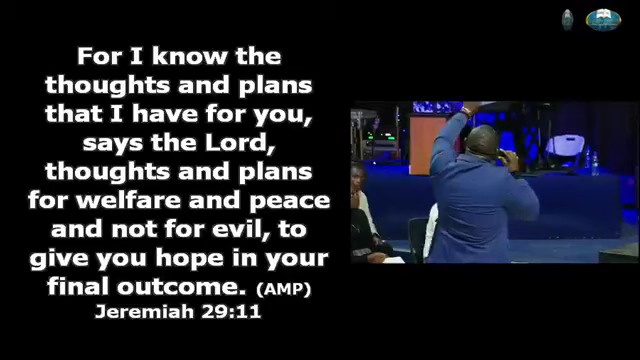 For I know the
thoughts and plans
that I have for you,
says the Lord,
thoughts and plans
for welfare and peace
and not for evil, to
give you hope in your
final outcome. (AMP)
Jeremiah 29:11